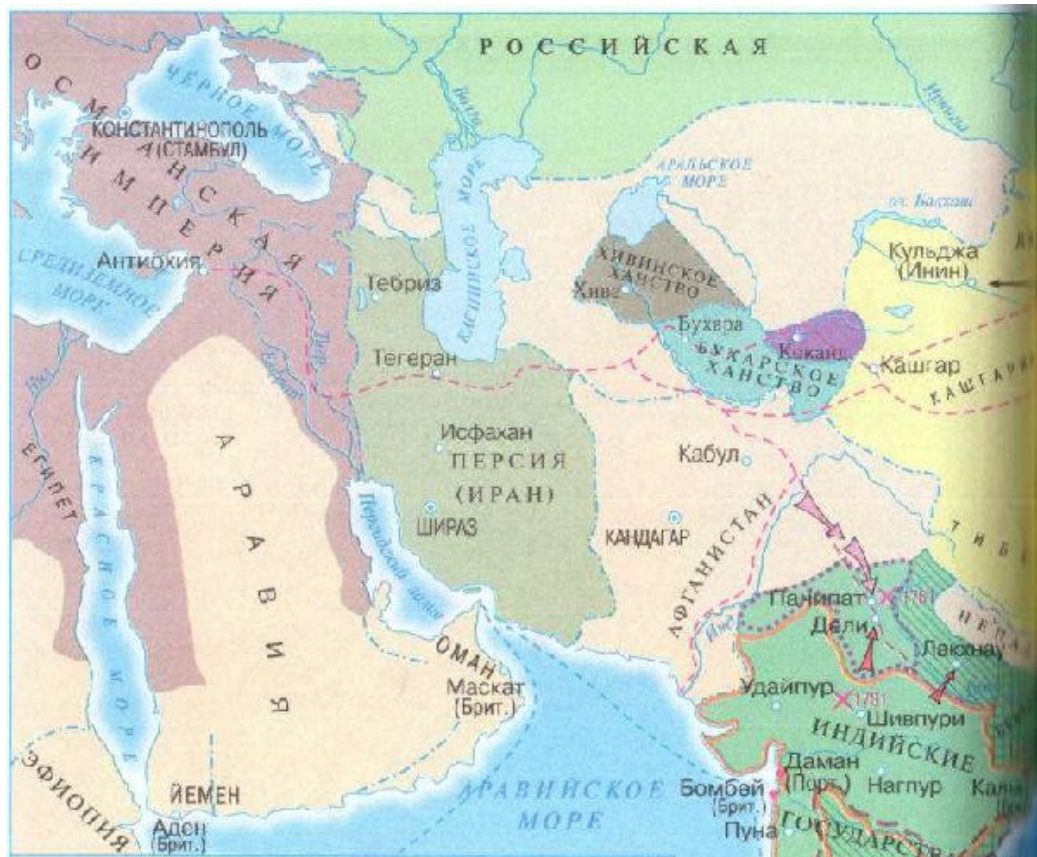 РОССИЙСКАЯ
ОСМАНСКАЯ
ИМПЕРИЯ
ЧЁРНОЕ МОРЕ
КОНСТАНТИНОПОЛЬ
(СТАМБУЛ)
АРАЛЬСКОЕ
МОРЕ
оз. Балхаш
Кульджа
(Инин)
КАСПИЙСКОЕ МОРЕ
СРЕДИЗЕМНОЕ
МОРЕ
Антиохия
Тебриз
ХИВИНСКОЕ
ХАНСТВО
Хива
Бухара
БУХАРСКОЕ
ХАНСТВО
Коканд
Кашгар
Тегеран
Тигр
Исфахан
ПЕРСИЯ
(ИРАН)
Кабул
ЕГИПЕТ
КРАСНОЕ МОРЕ
АРАВИЯ
ШИРАЗ
Персидский залив
КАНДАГАР
АФГАНИСТАН
Панипат
1761
Дели
Инд
Лакхнау
ОМАН
Маскат
(Брит.)
Удайпур
1781
Шивпури
ИНДИЙСКИЕ
ЭФИОПИЯ
ЙЕМЕН
Аден
(Брит.)
АРАВИЙСКОЕ
МОРЕ
Бомбей
(Брит.)
Даман
(Порт.)
Нагпур
Пуна
ГОСУДАРСТВА